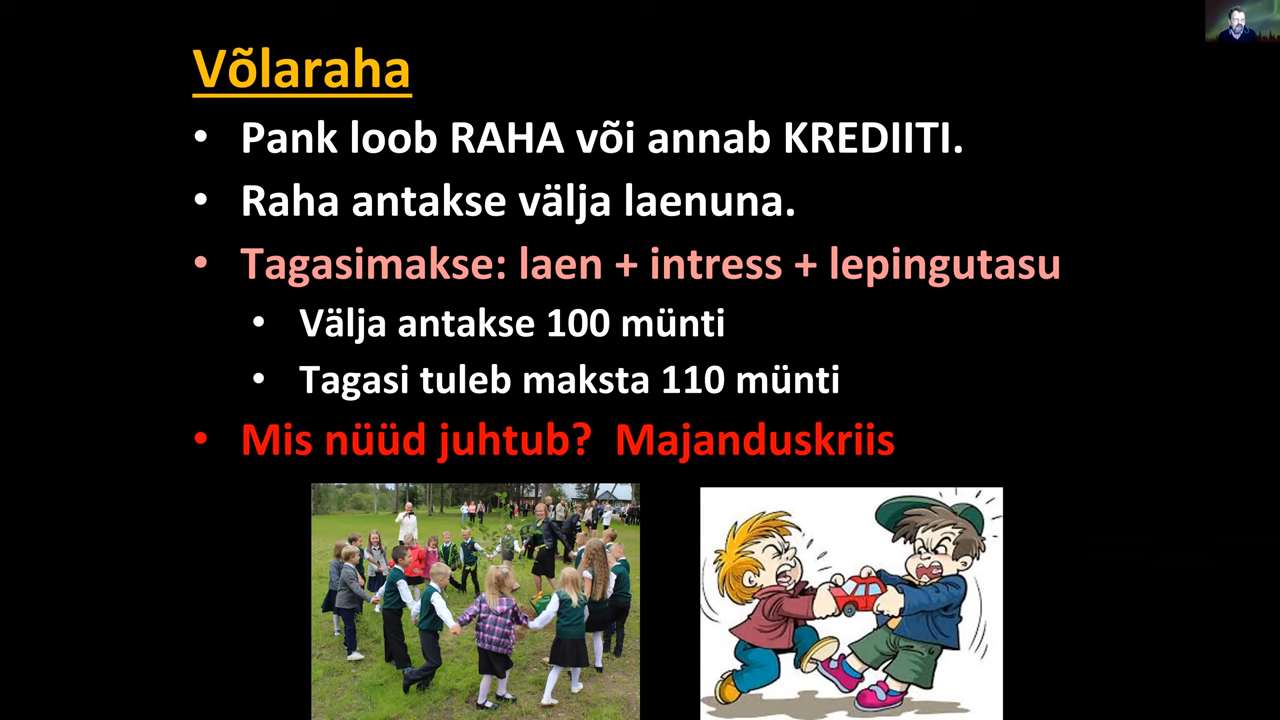 Võlaraha
• Pank loob RAHA või annab KREDIITI.
• Raha antakse välja laenuna.
• Tagasimakse: laen + intress + lepingutasu
• Välja antakse 100 münti
• Tagasi tuleb maksta 110 münti
• Mis nüüd juhtub?  Majanduskriis